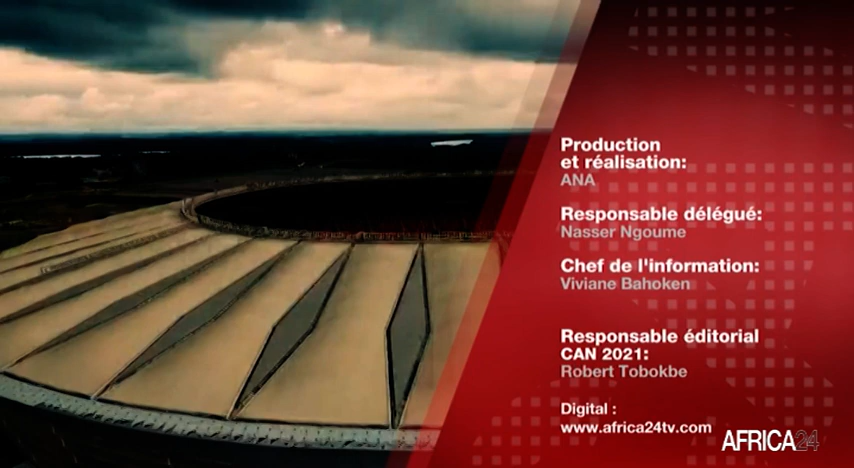 Production
et réalisation:
ANA
Responsable délégué:
Nasser Ngoume
Chef de l'information:
Viviane Bahoken
Responsable éditorial
CAN 2021:
Robert Tobokbe
Digital :
www.africa24tv.com
AFRICA24